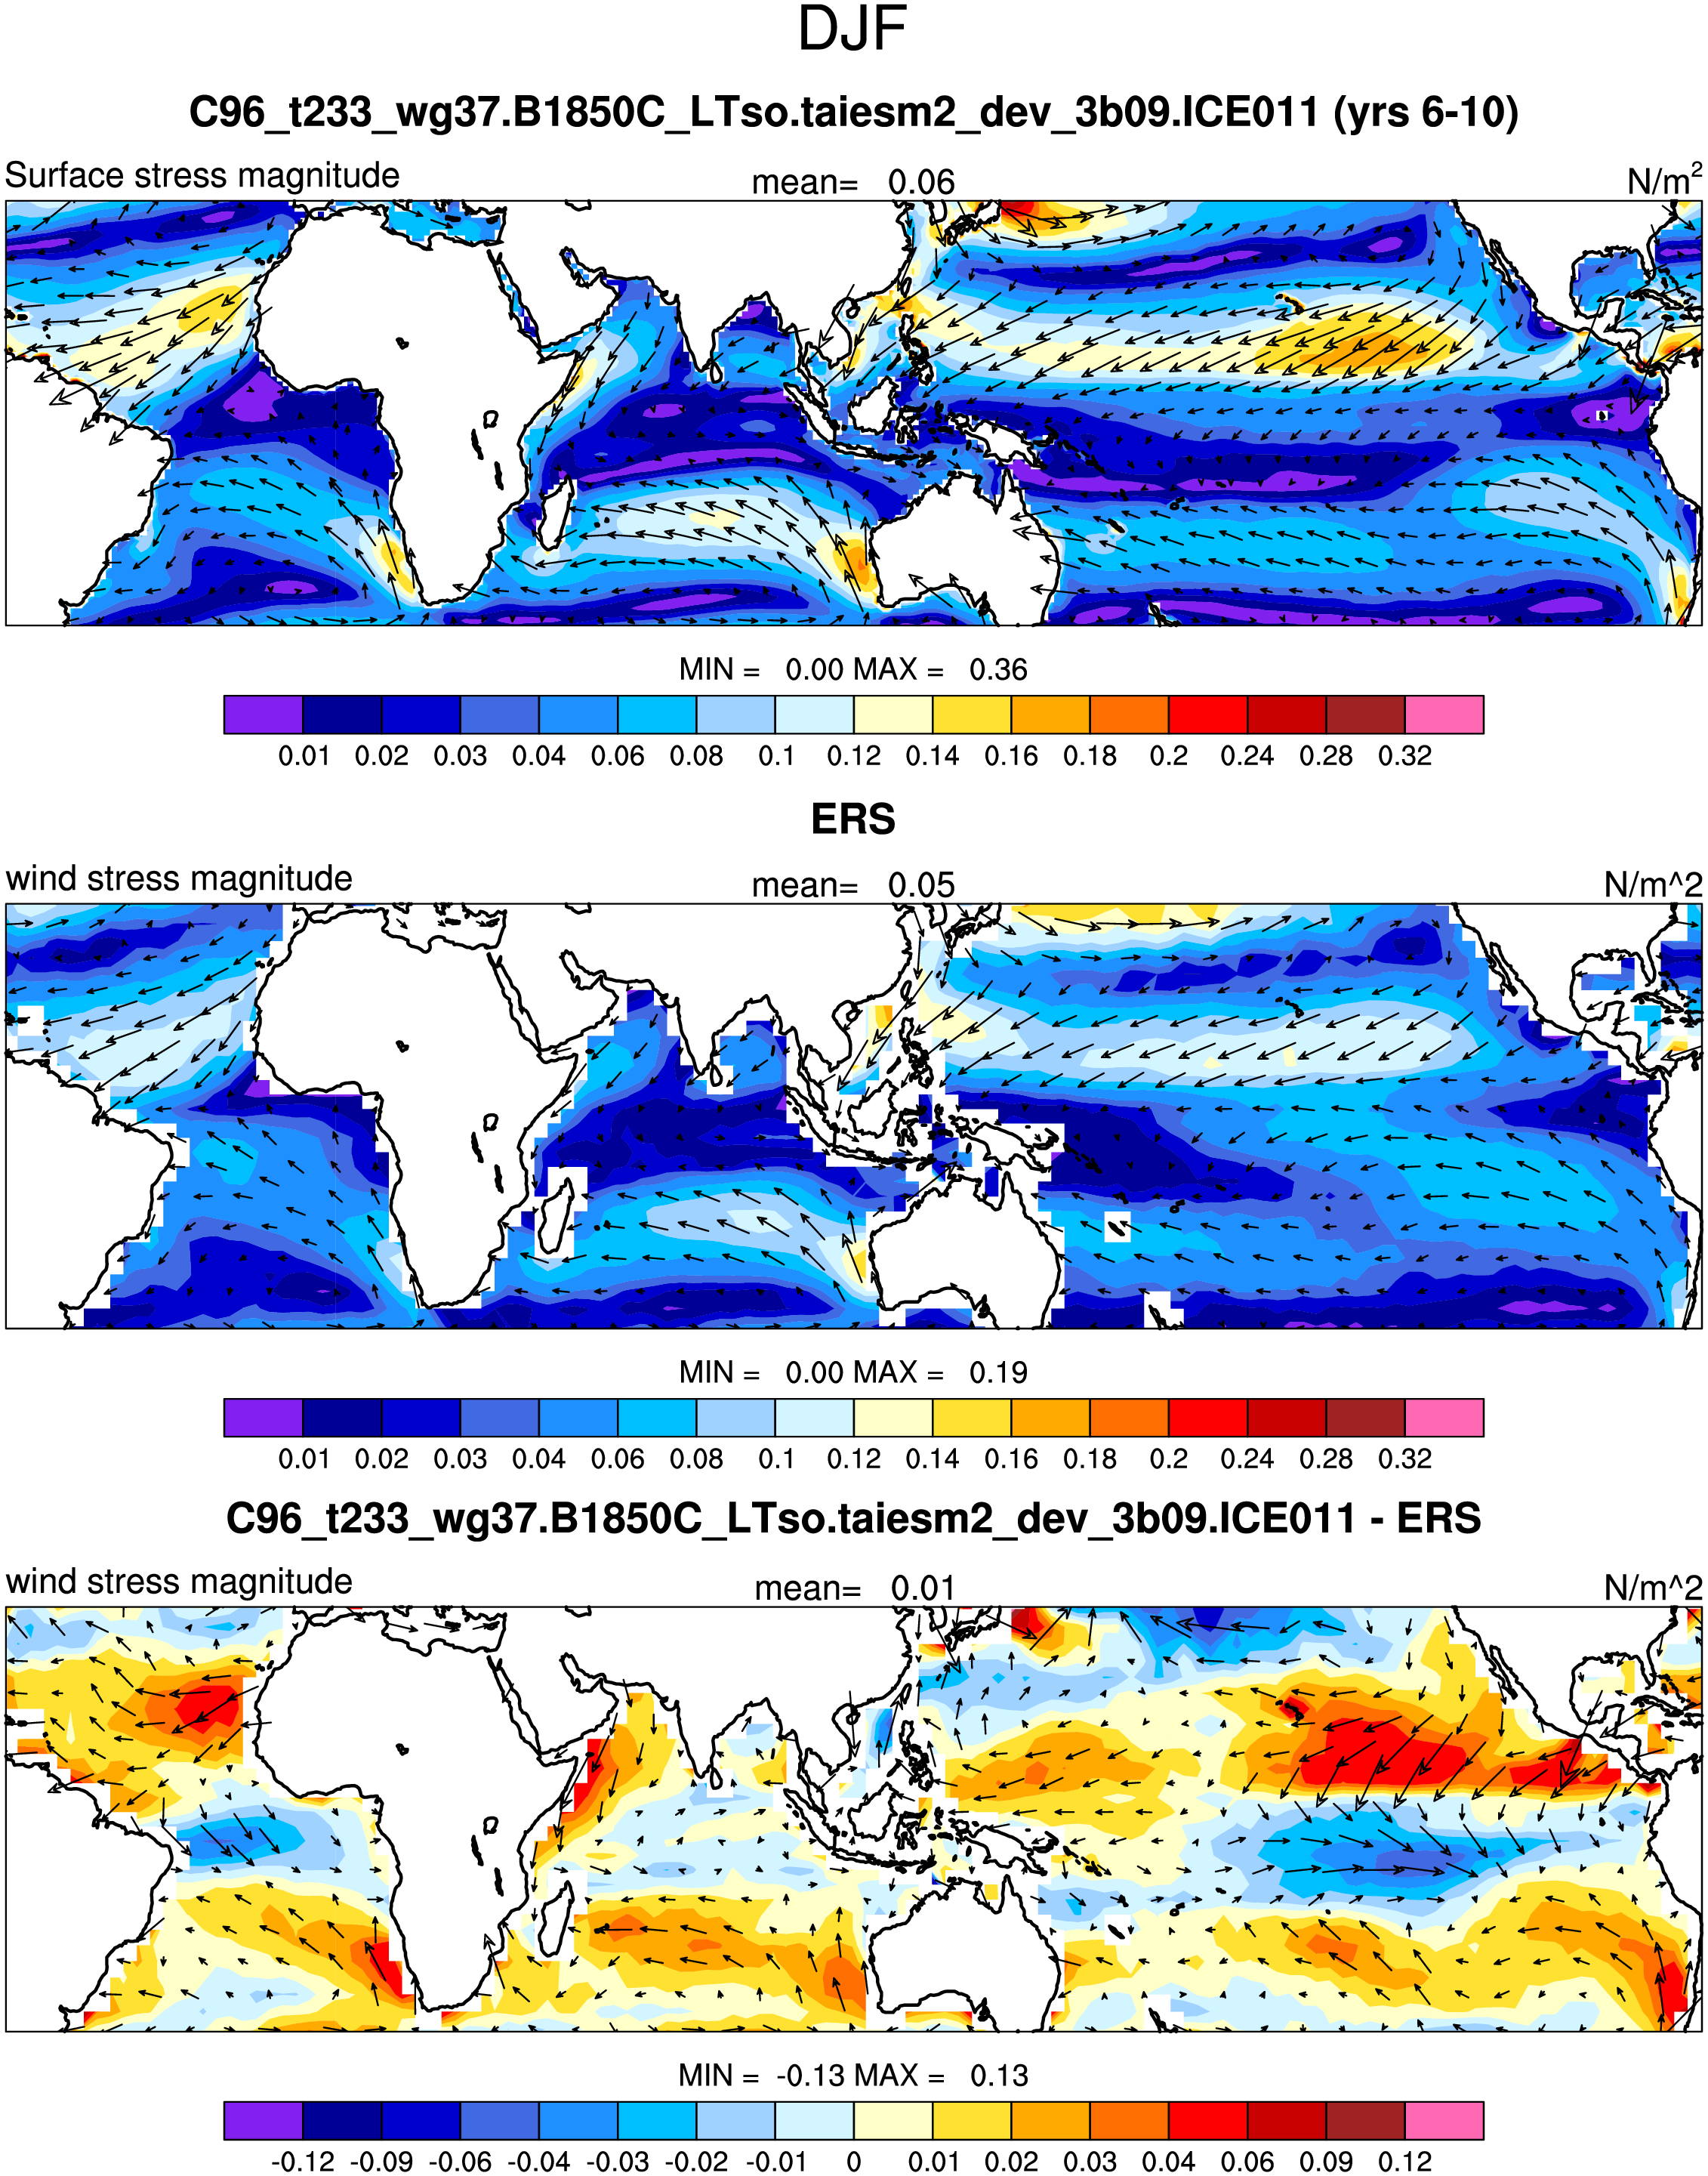 DJF
C96_t233_wg37.B1850C_LTso.taiesm2_dev_3b09.ICE011 (yrs 6-10)
Surface stress magnitude mean= 0.06 N/m²
MIN = 0.00 MAX = 0.36
0.01 0.02 0.03 0.04 0.06 0.08 0.1 0.12 0.14 0.16 0.18 0.2 0.24 0.28 0.32
ERS
wind stress magnitude mean= 0.05 N/m^2
MIN = 0.00 MAX = 0.19
0.01 0.02 0.03 0.04 0.06 0.08 0.1 0.12 0.14 0.16 0.18 0.2 0.24 0.28 0.32
C96_t233_wg37.B1850C_LTso.taiesm2_dev_3b09.ICE011 - ERS
wind stress magnitude mean= 0.01 N/m^2
MIN = -0.13 MAX = 0.13
-0.12 -0.09 -0.06 -0.04 -0.03 -0.02 -0.01 0 0.01 0.02 0.03 0.04 0.06 0.09 0.12